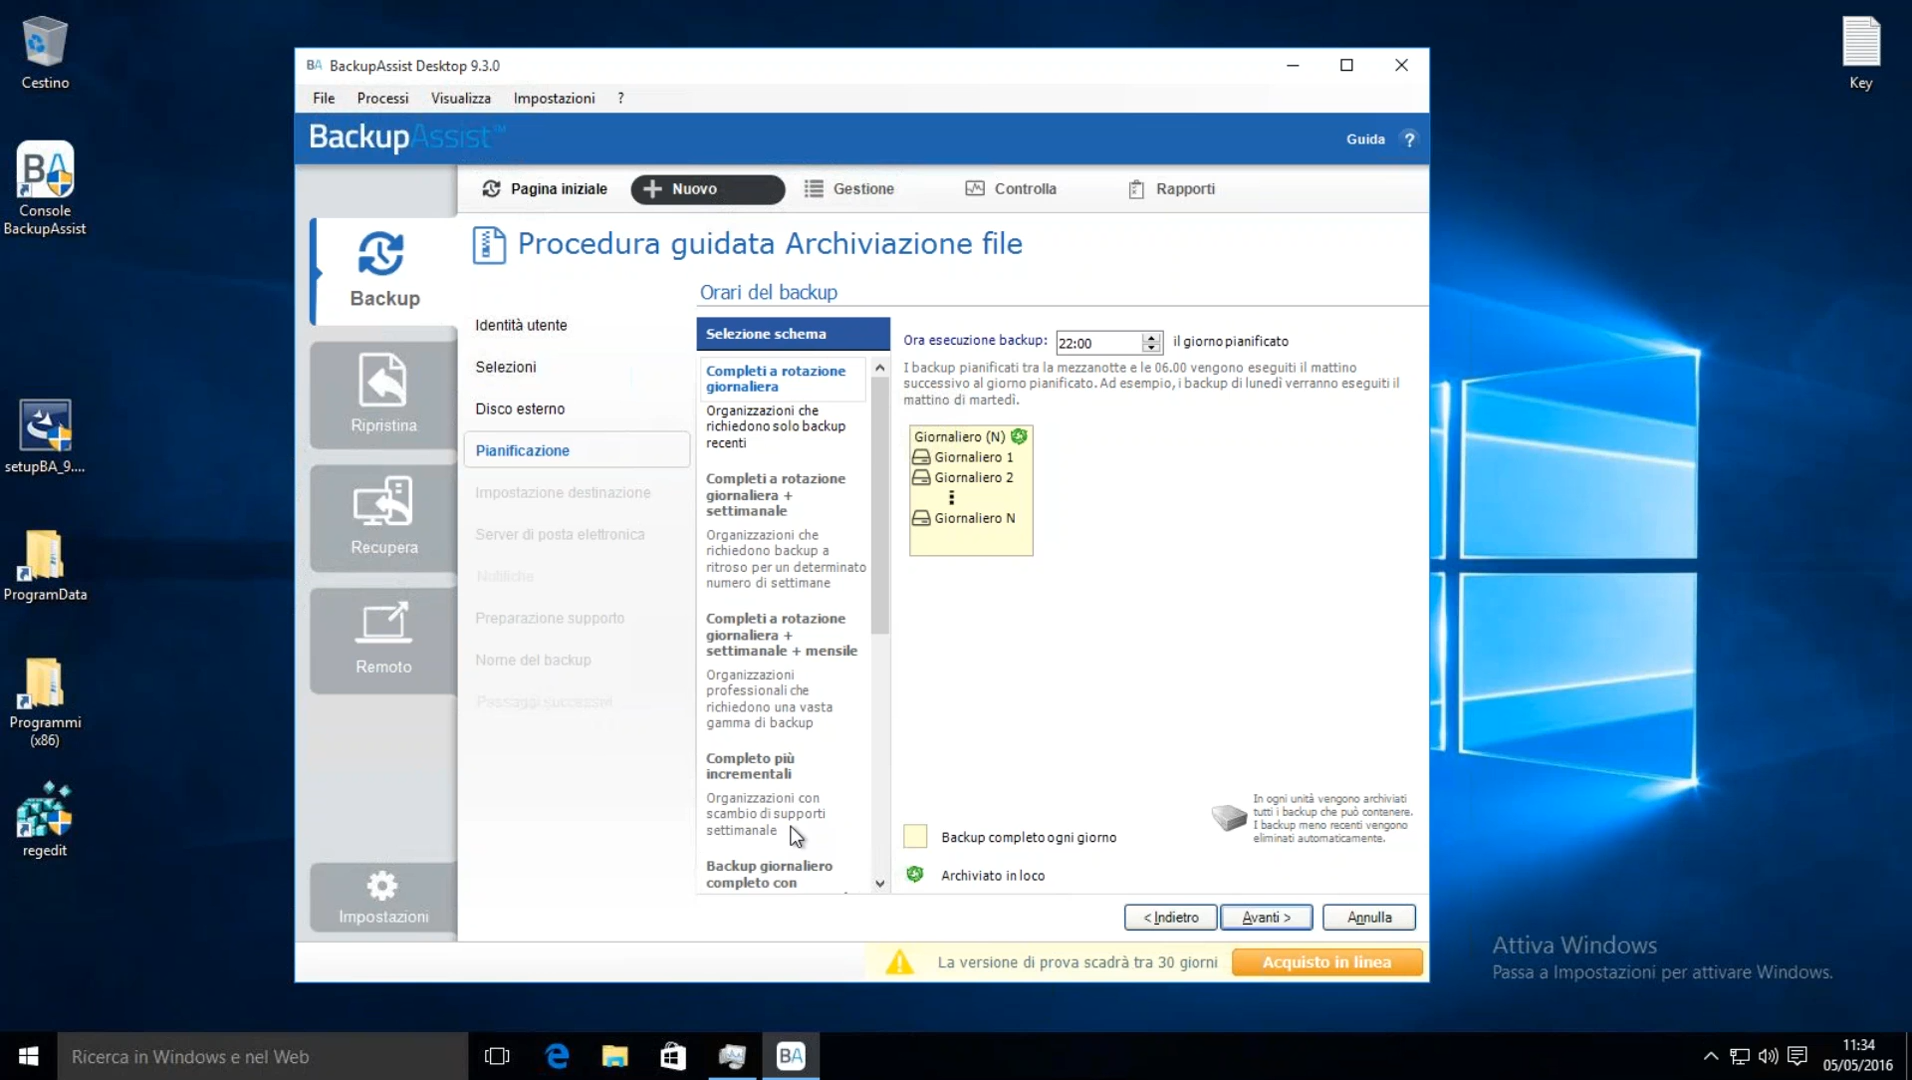 Cestino
Console
BackupAssist
setupBA_9....
ProgramData
Programmi
(x86)
regedit
Key
BA BackupAssist Desktop 9.3.0
File Processi Visualizza Impostazioni ?
BackupAssist™
Guida ?
Pagina iniziale Nuovo Gestione Controlla Rapporti
Backup
Ripristina
Recupera
Remoto
Impostazioni
Procedura guidata Archiviazione file
Orari del backup
Identità utente
Selezioni
Disco esterno
Pianificazione
Impostazione destinazione
Server di posta elettronica
Notifiche
Preparazione supporto
Nome del backup
Passaggi successivi
Selezione schema
Completi a rotazione
giornaliera
Organizzazioni che
richiedono solo backup
recenti
Completi a rotazione
giornaliera +
settimanale
Organizzazioni che
richiedono backup a
ritroso per un determinato
numero di settimane
Completi a rotazione
giornaliera +
settimanale + mensile
Organizzazioni
professionali che
richiedono una vasta
gamma di backup
Completo più
incrementali
Organizzazioni con
scambio di supporti
settimanale
Backup giornaliero
completo con
Ora esecuzione backup: 22:00 il giorno pianificato
I backup pianificati tra la mezzanotte e le 06.00 vengono eseguiti il mattino
successivo al giorno pianificato. Ad esempio, i backup di lunedì verranno eseguiti il
mattino di martedì.
Giornaliero (N)
Giornaliero 1
Giornaliero 2
Giornaliero N
Backup completo ogni giorno
Archiviato in loco
In ogni unità vengono archiviati
tutti i backup che può contenere.
I backup meno recenti vengono
eliminati automaticamente.
< Indietro Avanti > Annulla
La versione di prova scadrà tra 30 giorni Acquisto in linea
Attiva Windows
Passa a Impostazioni per attivare Windows.
Ricerca in Windows e nel Web
BA
11:34
05/05/2016